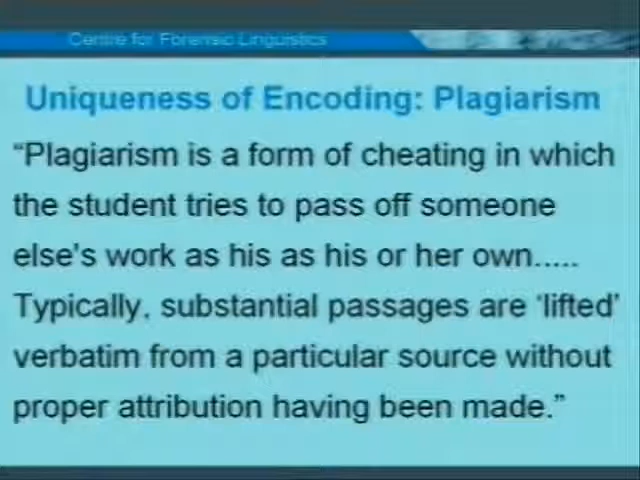 Centre for Forensic Linguistics
Uniqueness of Encoding: Plagiarism
“Plagiarism is a form of cheating in which
the student tries to pass off someone
else's work as his as his or her own.....
Typically, substantial passages are ‘lifted’
verbatim from a particular source without
proper attribution having been made.”